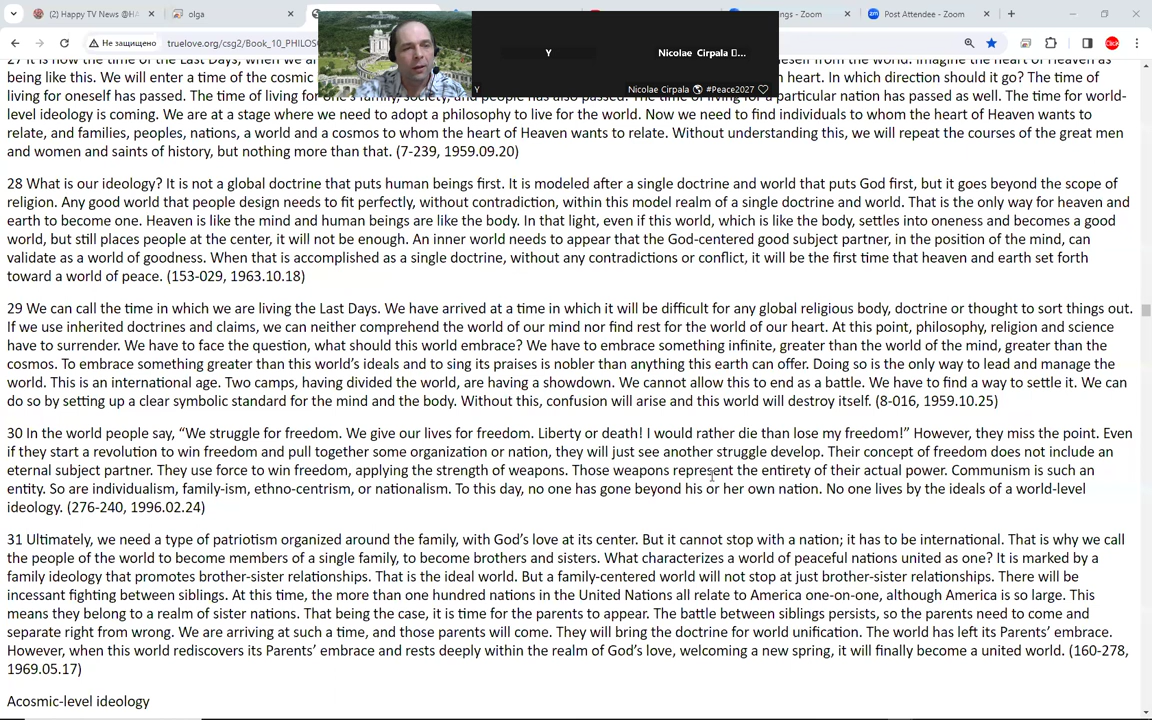 (2) Happy TV News @HA
olga
ngs - Zoom
Post Attendee - Zoom
Не защищено
truelove.org/csg2/Book_10_PHILOS
Y
Nicolae Cirpala
Y
Nicolae Cirpala #Peace2027
being like this. We will enter a time of the cosmic
heart. In which direction should it go? The time of
living for oneself has passed. The time of living for one's family, society, and people has also passed. The time of living for a particular nation has passed as well. The time for world-
level ideology is coming. We are at a stage where we need to adopt a philosophy to live for the world. Now we need to find individuals to whom the heart of Heaven wants to
relate, and families, peoples, nations, a world and a cosmos to whom the heart of Heaven wants to relate. Without understanding this, we will repeat the courses of the great men
and women and saints of history, but nothing more than that. (7-239, 1959.09.20)
28 What is our ideology? It is not a global doctrine that puts human beings first. It is modeled after a single doctrine and world that puts God first, but it goes beyond the scope of
religion. Any good world that people design needs to fit perfectly, without contradiction, within this model realm of a single doctrine and world. That is the only way for heaven and
earth to become one. Heaven is like the mind and human beings are like the body. In that light, even if this world, which is like the body, settles into oneness and becomes a good
world, but still places people at the center, it will not be enough. An inner world needs to appear that the God-centered good subject partner, in the position of the mind, can
validate as a world of goodness. When that is accomplished as a single doctrine, without any contradictions or conflict, it will be the first time that heaven and earth set forth
toward a world of peace. (153-029, 1963.10.18)
29 We can call the time in which we are living the Last Days. We have arrived at a time in which it will be difficult for any global religious body, doctrine or thought to sort things out.
If we use inherited doctrines and claims, we can neither comprehend the world of our mind nor find rest for the world of our heart. At this point, philosophy, religion and science
have to surrender. We have to face the question, what should this world embrace? We have to embrace something infinite, greater than the world of the mind, greater than the
cosmos. To embrace something greater than this world's ideals and to sing its praises is nobler than anything this earth can offer. Doing so is the only way to lead and manage the
world. This is an international age. Two camps, having divided the world, are having a showdown. We cannot allow this to end as a battle. We have to find a way to settle it. We can
do so by setting up a clear symbolic standard for the mind and the body. Without this, confusion will arise and this world will destroy itself. (8-016, 1959.10.25)
30 In the world people say, “We struggle for freedom. We give our lives for freedom. Liberty or death! I would rather die than lose my freedom!” However, they miss the point. Even
if they start a revolution to win freedom and pull together some organization or nation, they will just see another struggle develop. Their concept of freedom does not include an
eternal subject partner. They use force to win freedom, applying the strength of weapons. Those weapons represent the entirety of their actual power. Communism is such an
entity. So are individualism, family-ism, ethno-centrism, or nationalism. To this day, no one has gone beyond his or her own nation. No one lives by the ideals of a world-level
ideology. (276-240, 1996.02.24)
31 Ultimately, we need a type of patriotism organized around the family, with God's love at its center. But it cannot stop with a nation; it has to be international. That is why we call
the people of the world to become members of a single family, to become brothers and sisters. What characterizes a world of peaceful nations united as one? It is marked by a
family ideology that promotes brother-sister relationships. That is the ideal world. But a family-centered world will not stop at just brother-sister relationships. There will be
incessant fighting between siblings. At this time, the more than one hundred nations in the United Nations all relate to America one-on-one, although America is so large. This
means they belong to a realm of sister nations. That being the case, it is time for the parents to appear. The battle between siblings persists, so the parents need to come and
separate right from wrong. We are arriving at such a time, and those parents will come. They will bring the doctrine for world unification. The world has left its Parents' embrace.
However, when this world rediscovers its Parents' embrace and rests deeply within the realm of God's love, welcoming a new spring, it will finally become a united world. (160-278,
1969.05.17)
Acosmic-level ideology